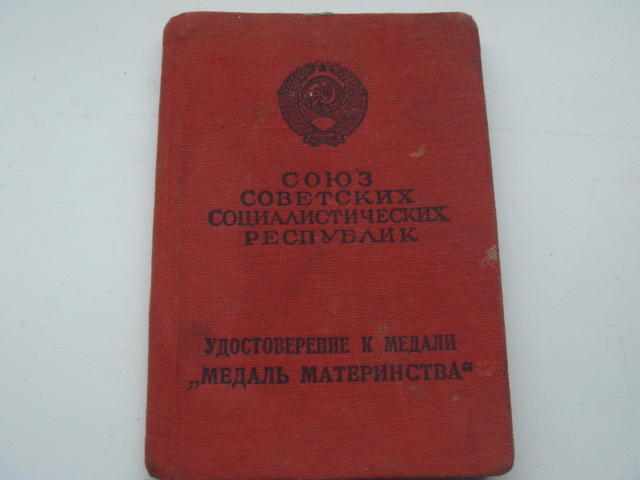 СОЮЗ
СОВЕТСКИХ
СОЦИАЛИСТИЧЕСКИХ
РЕСПУБЛИК
УДОСТОВЕРЕНИЕ К МЕДАЛИ
„МЕДАЛЬ МАТЕРИНСТВА“